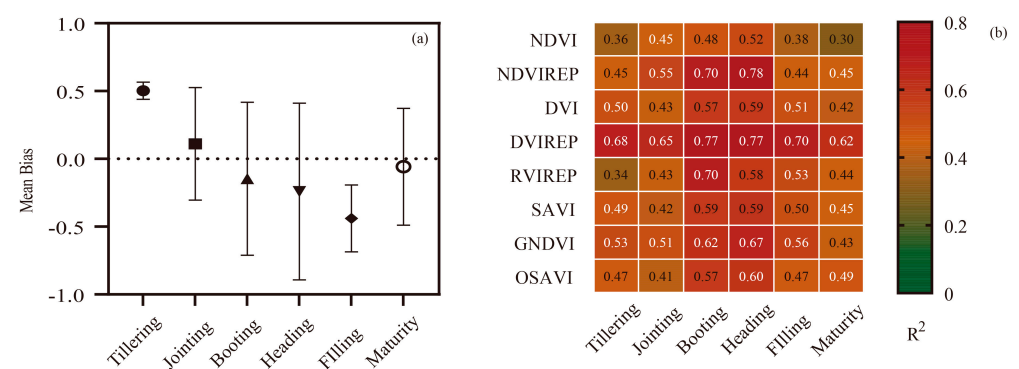 (a)
1.0
0.5
0.0
-0.5
-1.0
Mean Bias
Tillering
Jointing
Booting
Heading
FIlling
Maturity
(b)
NDVI 0.36 0.45 0.48 0.52 0.38 0.30
NDVIREP 0.45 0.55 0.70 0.78 0.44 0.45
DVI 0.50 0.43 0.57 0.59 0.51 0.42
DVIREP 0.68 0.65 0.77 0.77 0.70 0.62
RVIREP 0.34 0.43 0.70 0.58 0.53 0.44
SAVI 0.49 0.42 0.59 0.59 0.50 0.45
GNDVI 0.53 0.51 0.62 0.67 0.56 0.43
OSAVI 0.47 0.41 0.57 0.60 0.47 0.49
Tillering
Jointing
Booting
Heading
FIlling
Maturity
0.8
0.6
0.4
0.2
0
R²